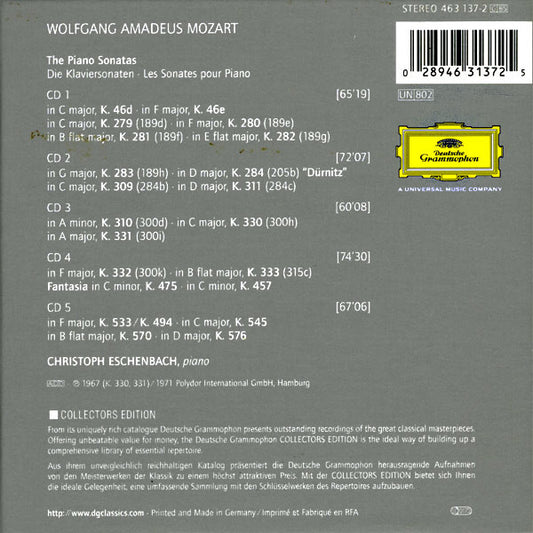 STEREO 463 137-2
WOLFGANG AMADEUS MOZART
The Piano Sonatas
Die Klaviersonaten · Les Sonates pour Piano
CD 1 [65'19]
in C major, K. 46d · in F major, K. 46e
in C major, K. 279 (189d) · in F major, K. 280 (189e)
in B flat major, K. 281 (189f) · in E flat major, K. 282 (189g)
CD 2 [72'07]
in G major, K. 283 (189h) · in D major, K. 284 (205b) "Dürnitz"
in C major, K. 309 (284b) · in D major, K. 311 (284c)
CD 3 [60'08]
in A minor, K. 310 (300d) · in C major, K. 330 (300h)
in A major, K. 331 (300i)
CD 4 [74'30]
in F major, K. 332 (300k) · in B flat major, K. 333 (315c)
Fantasia in C minor, K. 475 · in C minor, K. 457
CD 5 [67'06]
in F major, K. 533 / K. 494 · in C major, K. 545
in B flat major, K. 570 · in D major, K. 576
CHRISTOPH ESCHENBACH, piano
ADD · ℗ 1967 (K. 330, 331) / 1971 Polydor International GmbH, Hamburg
0 28946 31372 5
UN 802
Deutsche
Grammophon
A UNIVERSAL MUSIC COMPANY
COLLECTORS EDITION
From its uniquely rich catalogue Deutsche Grammophon presents outstanding recordings of the great classical masterpieces.
Offering unbeatable value for money, the Deutsche Grammophon COLLECTORS EDITION is the ideal way of building up a
comprehensive library of essential repertoire.
Aus ihrem unvergleichlich reichhaltigen Katalog präsentiert die Deutsche Grammophon herausragende Aufnahmen
von den Meisterwerken der Klassik zu einem höchst attraktiven Preis. Mit der COLLECTORS EDITION bietet sich Ihnen
die ideale Gelegenheit, eine umfassende Sammlung mit den Schlüsselwerken des Repertoires aufzubauen.
http://www.dgclassics.com · Printed and Made in Germany / Imprimé et Fabriqué en RFA